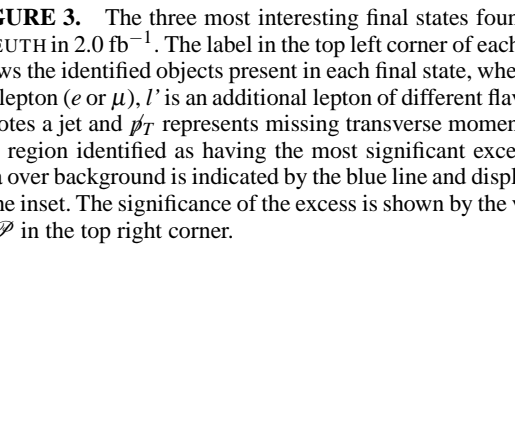 GURE 3. The three most interesting final states foun
EUTH in 2.0 fb⁻¹. The label in the top left corner of each
ws the identified objects present in each final state, whe
lepton (e or μ), l’ is an additional lepton of different fla
otes a jet and p̸_T represents missing transverse momen
region identified as having the most significant exce
over background is indicated by the blue line and displ
ne inset. The significance of the excess is shown by the
𝒫 in the top right corner.